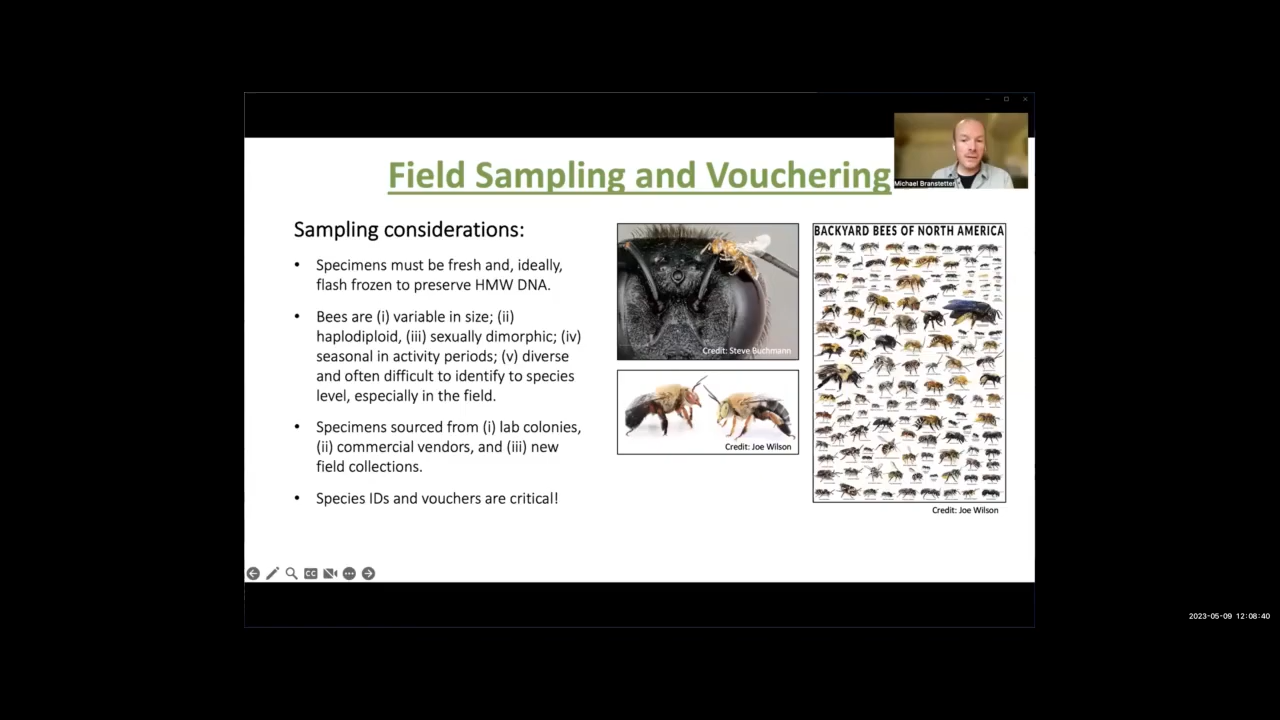 Field Sampling and Vouchering
Michael Branstetter
Sampling considerations:
• Specimens must be fresh and, ideally,
flash frozen to preserve HMW DNA.
• Bees are (i) variable in size; (ii)
haplodiploid, (iii) sexually dimorphic; (iv)
seasonal in activity periods; (v) diverse
and often difficult to identify to species
level, especially in the field.
• Specimens sourced from (i) lab colonies,
(ii) commercial vendors, and (iii) new
field collections.
• Species IDs and vouchers are critical!
Credit: Steve Buchmann
Credit: Joe Wilson
BACKYARD BEES OF NORTH AMERICA
Credit: Joe Wilson
CC
2023-05-09 12:08:40